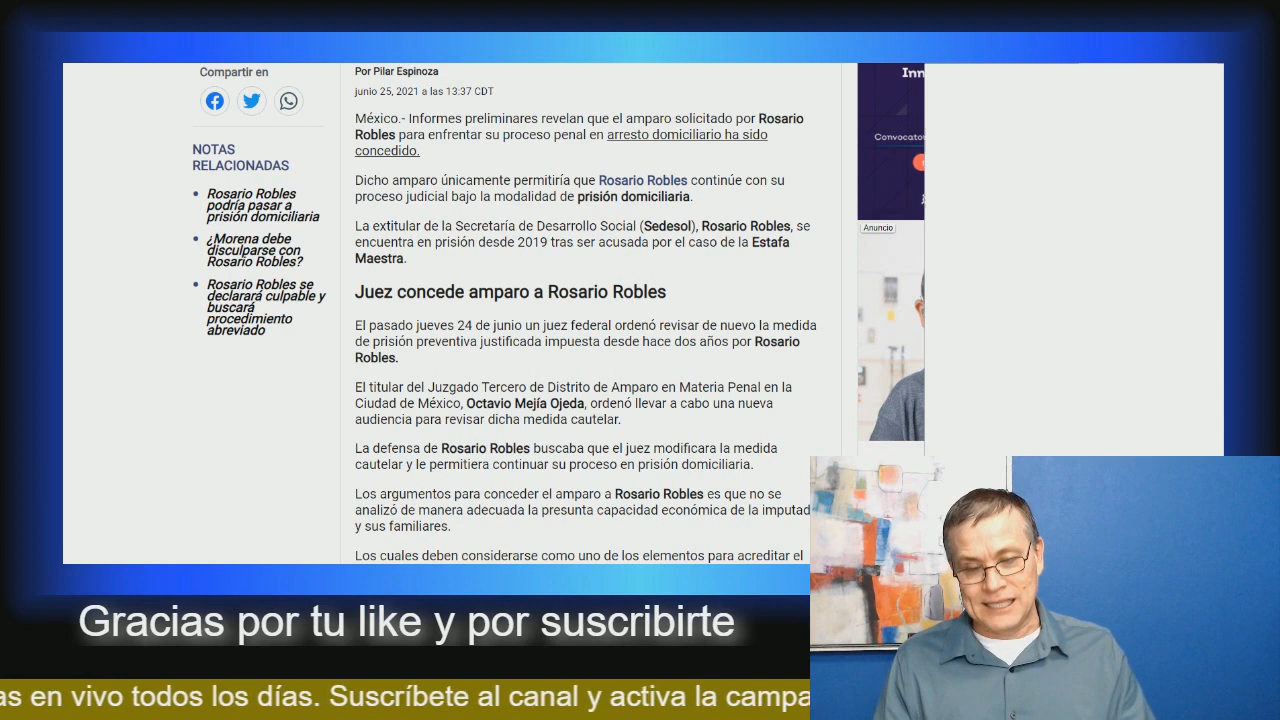 Compartir en
NOTAS
RELACIONADAS
Rosario Robles
podría pasar a
prisión domiciliaria
¿Morena debe
disculparse con
Rosario Robles?
Rosario Robles se
declarará culpable y
buscará
procedimiento
abreviado
Por Pilar Espinoza
junio 25, 2021 a las 13:37 CDT
México.- Informes preliminares revelan que el amparo solicitado por Rosario
Robles para enfrentar su proceso penal en arresto domiciliario ha sido
concedido.
Dicho amparo únicamente permitiría que Rosario Robles continúe con su
proceso judicial bajo la modalidad de prisión domiciliaria.
La extitular de la Secretaría de Desarrollo Social (Sedesol), Rosario Robles, se
encuentra en prisión desde 2019 tras ser acusada por el caso de la Estafa
Maestra.
Juez concede amparo a Rosario Robles
El pasado jueves 24 de junio un juez federal ordenó revisar de nuevo la medida
de prisión preventiva justificada impuesta desde hace dos años por Rosario
Robles.
El titular del Juzgado Tercero de Distrito de Amparo en Materia Penal en la
Ciudad de México, Octavio Mejía Ojeda, ordenó llevar a cabo una nueva
audiencia para revisar dicha medida cautelar.
La defensa de Rosario Robles buscaba que el juez modificara la medida
cautelar y le permitiera continuar su proceso en prisión domiciliaria.
Los argumentos para conceder el amparo a Rosario Robles es que no se
analizó de manera adecuada la presunta capacidad económica de la imputad
y sus familiares.
Los cuales deben considerarse como uno de los elementos para acreditar el
Inn
Convocato
Anuncio
Gracias por tu like y por suscribirte
as en vivo todos los días. Suscríbete al canal y activa la campa